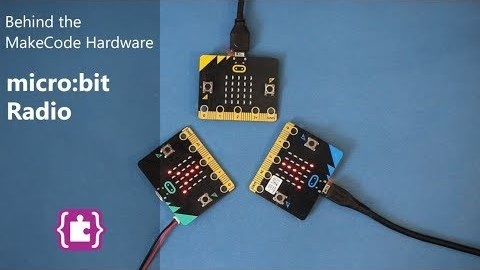 Behind the
MakeCode Hardware
micro:bit
Radio